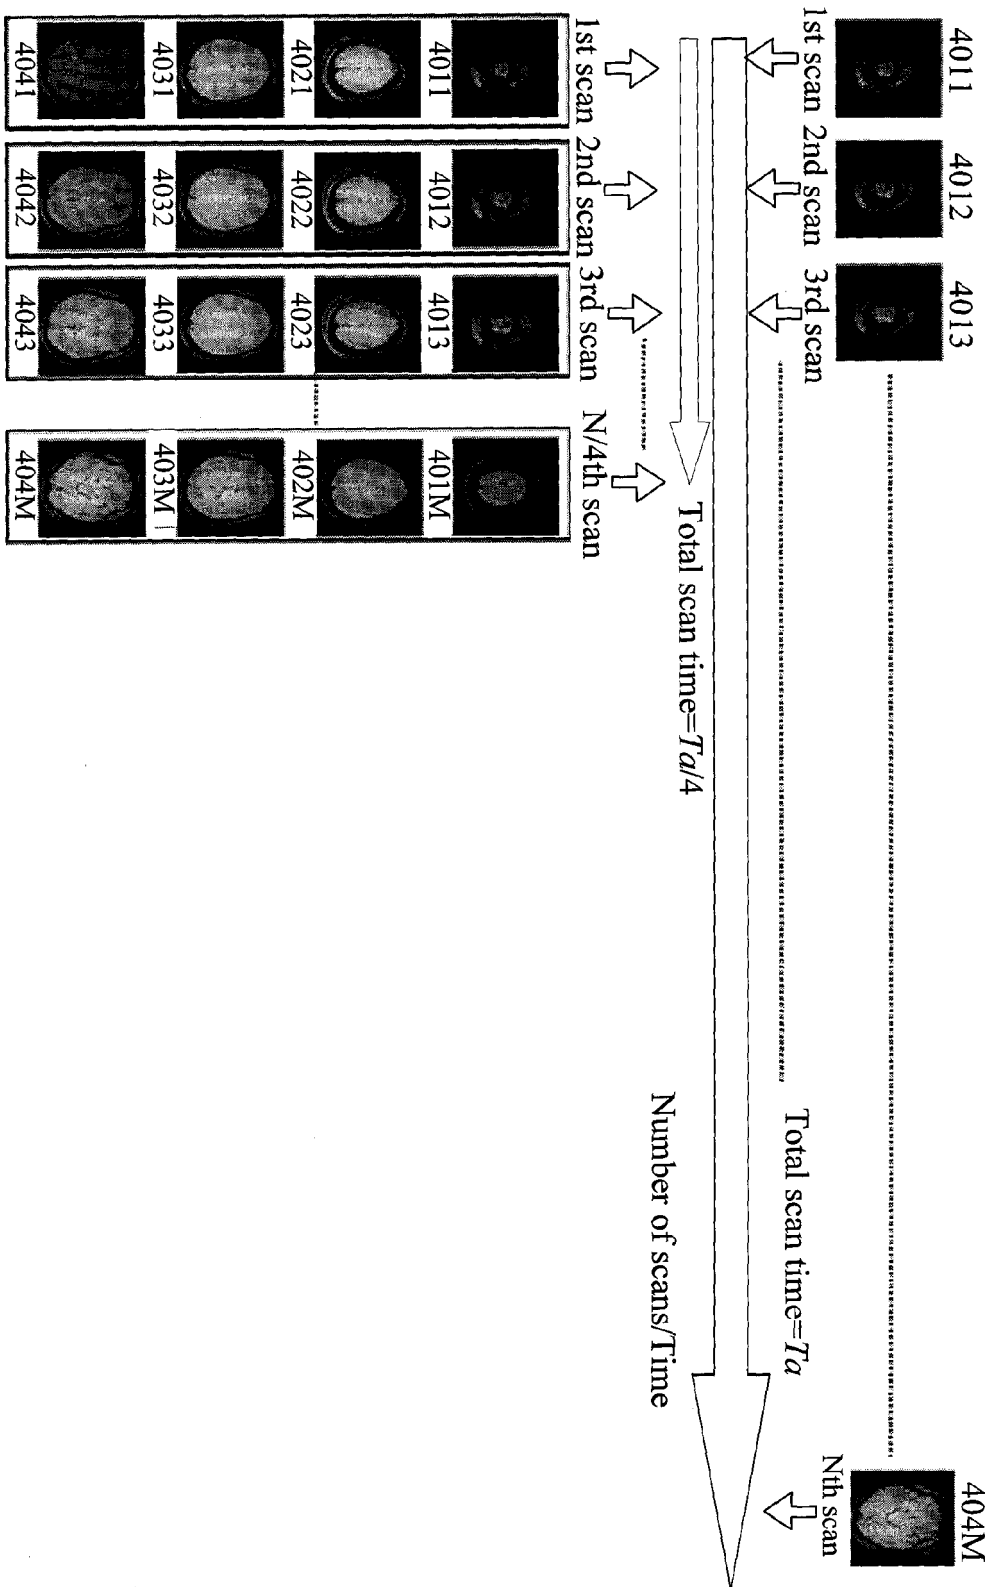 4011
4012
4013
404M
1st scan
2nd scan
3rd scan
Nth scan
Total scan time=Ta
Number of scans/Time
Total scan time=Ta/4
1st scan
2nd scan
3rd scan
N/4th scan
4011
4012
4013
401M
4021
4022
4023
402M
4031
4032
4033
403M
4041
4042
4043
404M